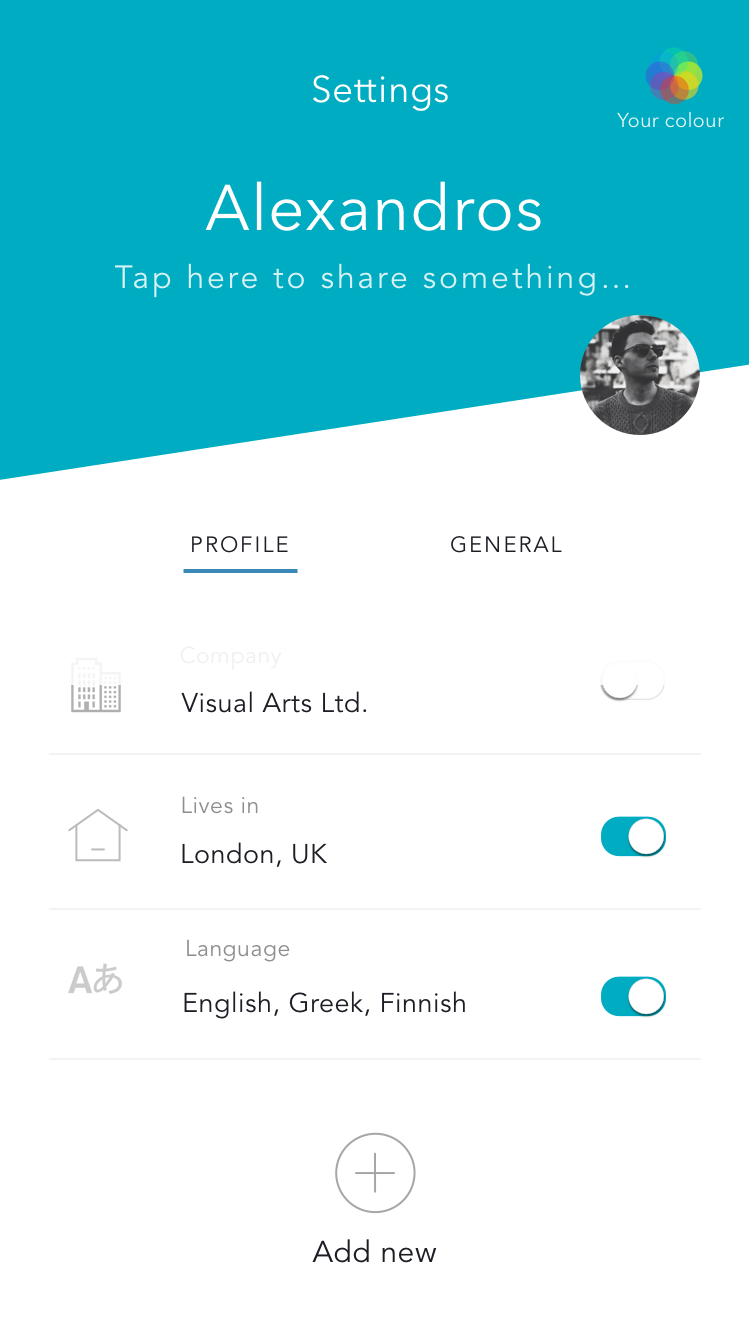 Settings
Your colour
Alexandros
Tap here to share something...
PROFILE
GENERAL
Company
Visual Arts Ltd.
Lives in
London, UK
Aあ
Language
English, Greek, Finnish
Add new